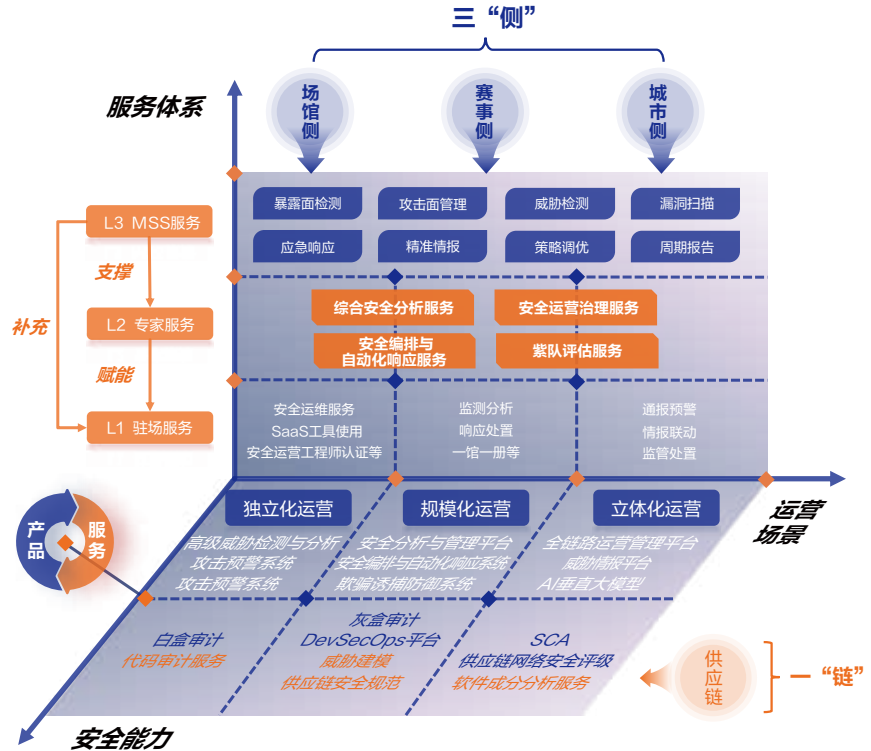 三“侧”
服务体系
场馆侧
赛事侧
城市侧
暴露面检测
攻击面管理
威胁检测
漏洞扫描
应急响应
精准情报
策略调优
周期报告
L3 MSS服务
支撑
补充
L2 专家服务
赋能
L1 驻场服务
综合安全分析服务
安全运营治理服务
安全编排与
自动化响应服务
紫队评估服务
安全运维服务
SaaS工具使用
安全运营工程师认证等
监测分析
响应处置
一馆一册等
通报预警
情报联动
监管处置
运营
场景
独立化运营
规模化运营
立体化运营
产品
服务
高级威胁检测与分析
攻击预警系统
攻击预警系统
安全分析与管理平台
安全编排与自动化响应系统
欺骗诱捕防御系统
全链路运营管理平台
威胁情报平台
AI垂直大模型
白盒审计
代码审计服务
灰盒审计
DevSecOps平台
威胁建模
供应链安全规范
SCA
供应链网络安全评级
软件成分分析服务
供应链
一“链”
安全能力